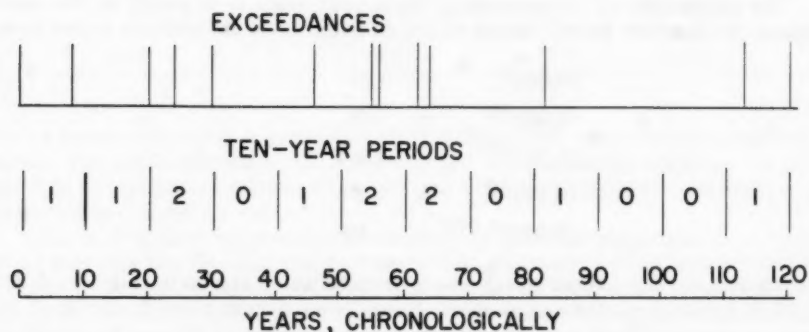 EXCEEDANCES
TEN-YEAR PERIODS
1 1 2 0 1 2 2 0 1 0 0 1
0 10 20 30 40 50 60 70 80 90 100 110 120
YEARS, CHRONOLOGICALLY